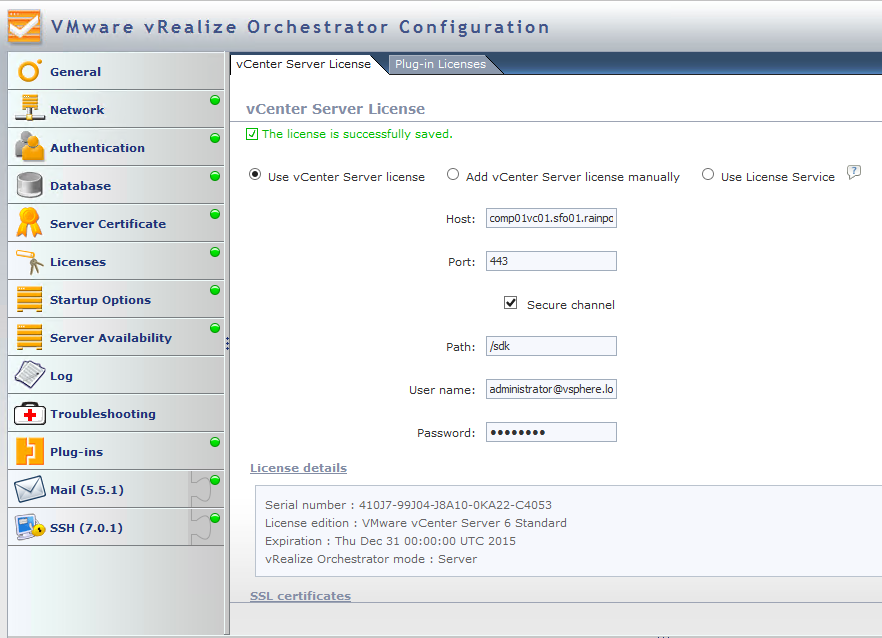 VMware vRealize Orchestrator Configuration
General
Network
Authentication
Database
Server Certificate
Licenses
Startup Options
Server Availability
Log
Troubleshooting
Plug-ins
Mail (5.5.1)
SSH (7.0.1)
vCenter Server License Plug-in Licenses
vCenter Server License
The license is successfully saved.
Use vCenter Server license Add vCenter Server license manually Use License Service ?
Host: comp01vc01.sfo01.rainpo
Port: 443
Secure channel
Path: /sdk
User name: administrator@vsphere.lo
Password: ●●●●●●●●
License details
Serial number : 410J7-99J04-J8A10-0KA22-C4053
License edition : VMware vCenter Server 6 Standard
Expiration : Thu Dec 31 00:00:00 UTC 2015
vRealize Orchestrator mode : Server
SSL certificates